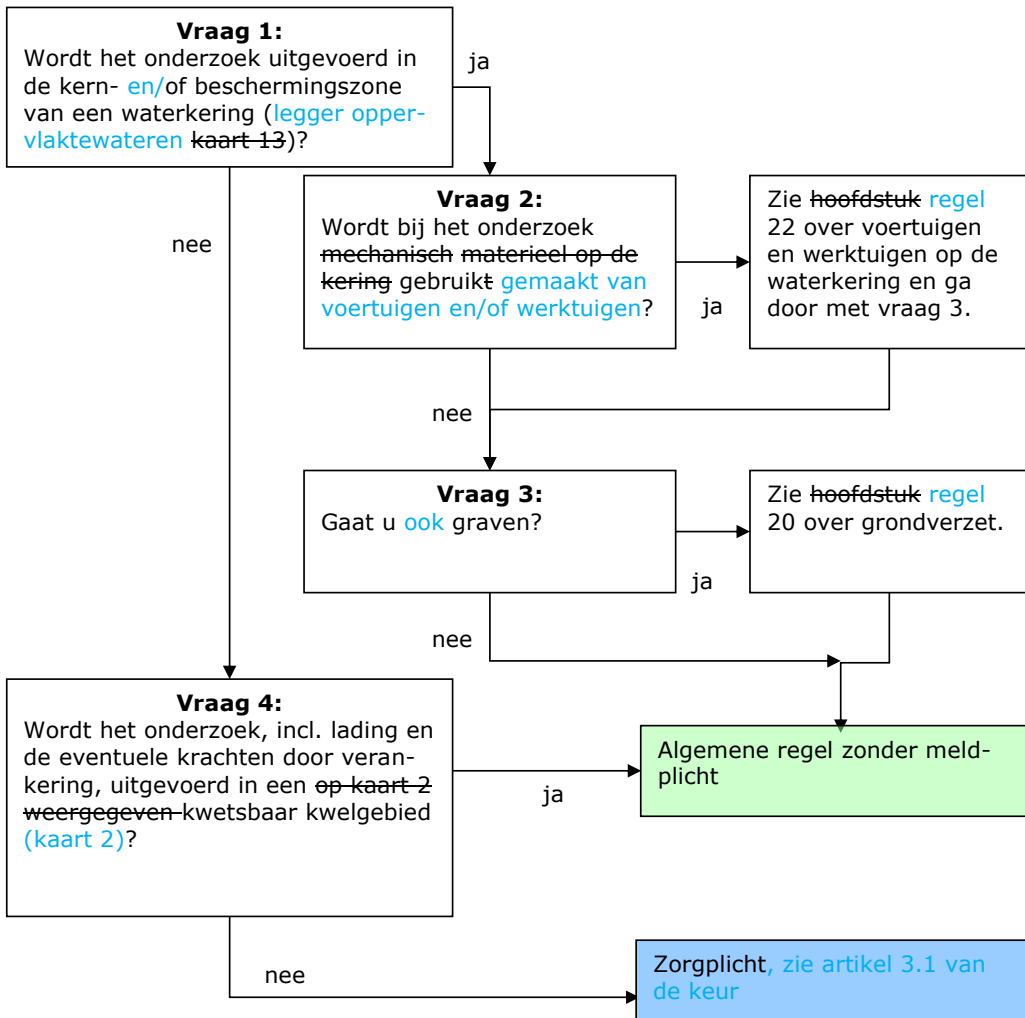 Vraag 1:
Wordt het onderzoek uitgevoerd in
de kern- en/of beschermingszone
van een waterkering (legger opper-
vlaktewateren kaart 13)?
ja
nee
Vraag 2:
Wordt bij het onderzoek
mechanisch materieel op de
kering gebruikt gemaakt van
voertuigen en/of werktuigen?
ja
Zie hoofdstuk regel
22 over voertuigen
en werktuigen op de
waterkering en ga
door met vraag 3.
nee
Vraag 3:
Gaat u ook graven?
ja
Zie hoofdstuk regel
20 over grondverzet.
nee
Vraag 4:
Wordt het onderzoek, incl. lading en
de eventuele krachten door veran-
kering, uitgevoerd in een op kaart 2
weergegeven kwetsbaar kwelgebied
(kaart 2)?
ja
Algemene regel zonder meld-
plicht
nee
Zorgplicht, zie artikel 3.1 van
de keur